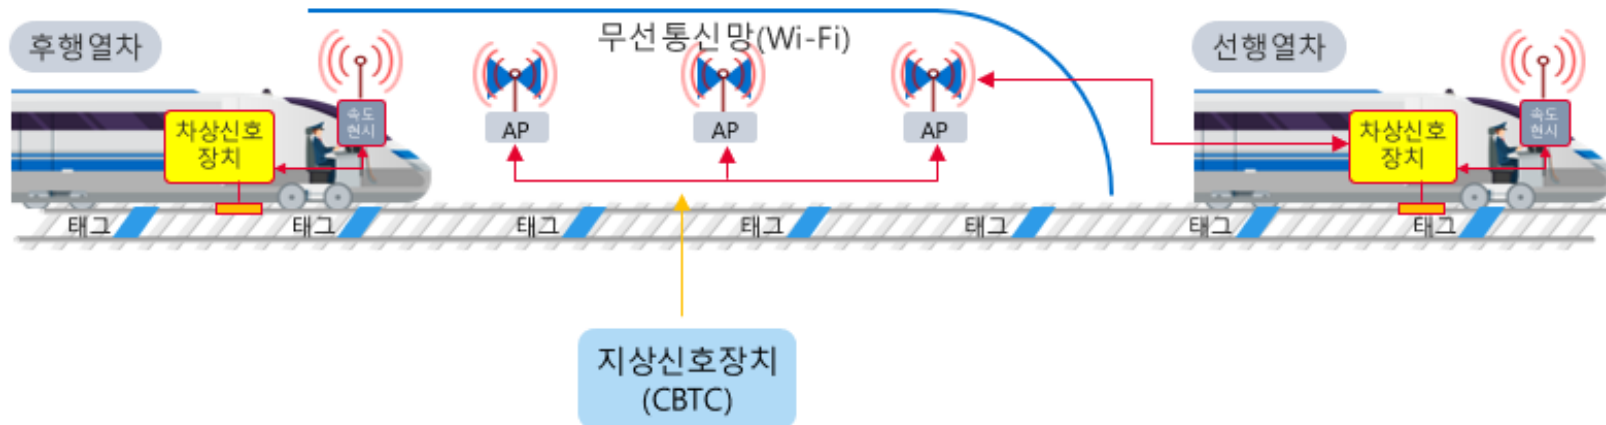 무선통신망(Wi-Fi)
후행열차
선행열차
속도
현시
차상신호
장치
AP
AP
AP
속도
현시
차상신호
장치
태그
태그
태그
태그
태그
태그
태그
지상신호장치
(CBTC)